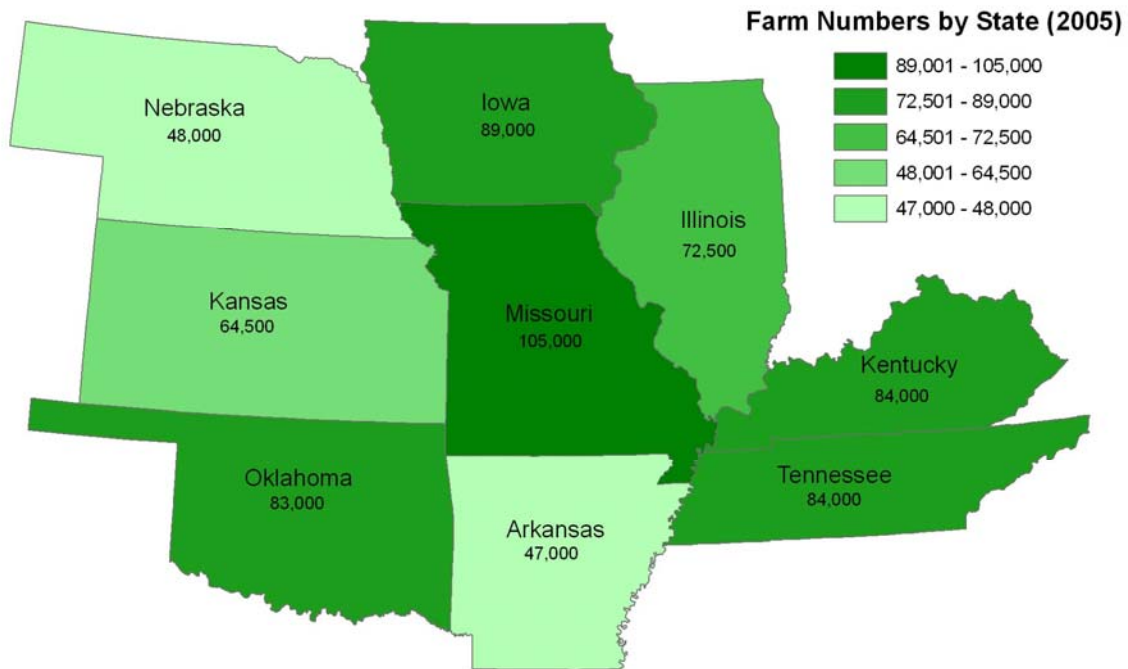 Farm Numbers by State (2005)
89,001 - 105,000
72,501 - 89,000
64,501 - 72,500
48,001 - 64,500
47,000 - 48,000
Nebraska
48,000
Iowa
89,000
Illinois
72,500
Kansas
64,500
Missouri
105,000
Kentucky
84,000
Oklahoma
83,000
Tennessee
84,000
Arkansas
47,000